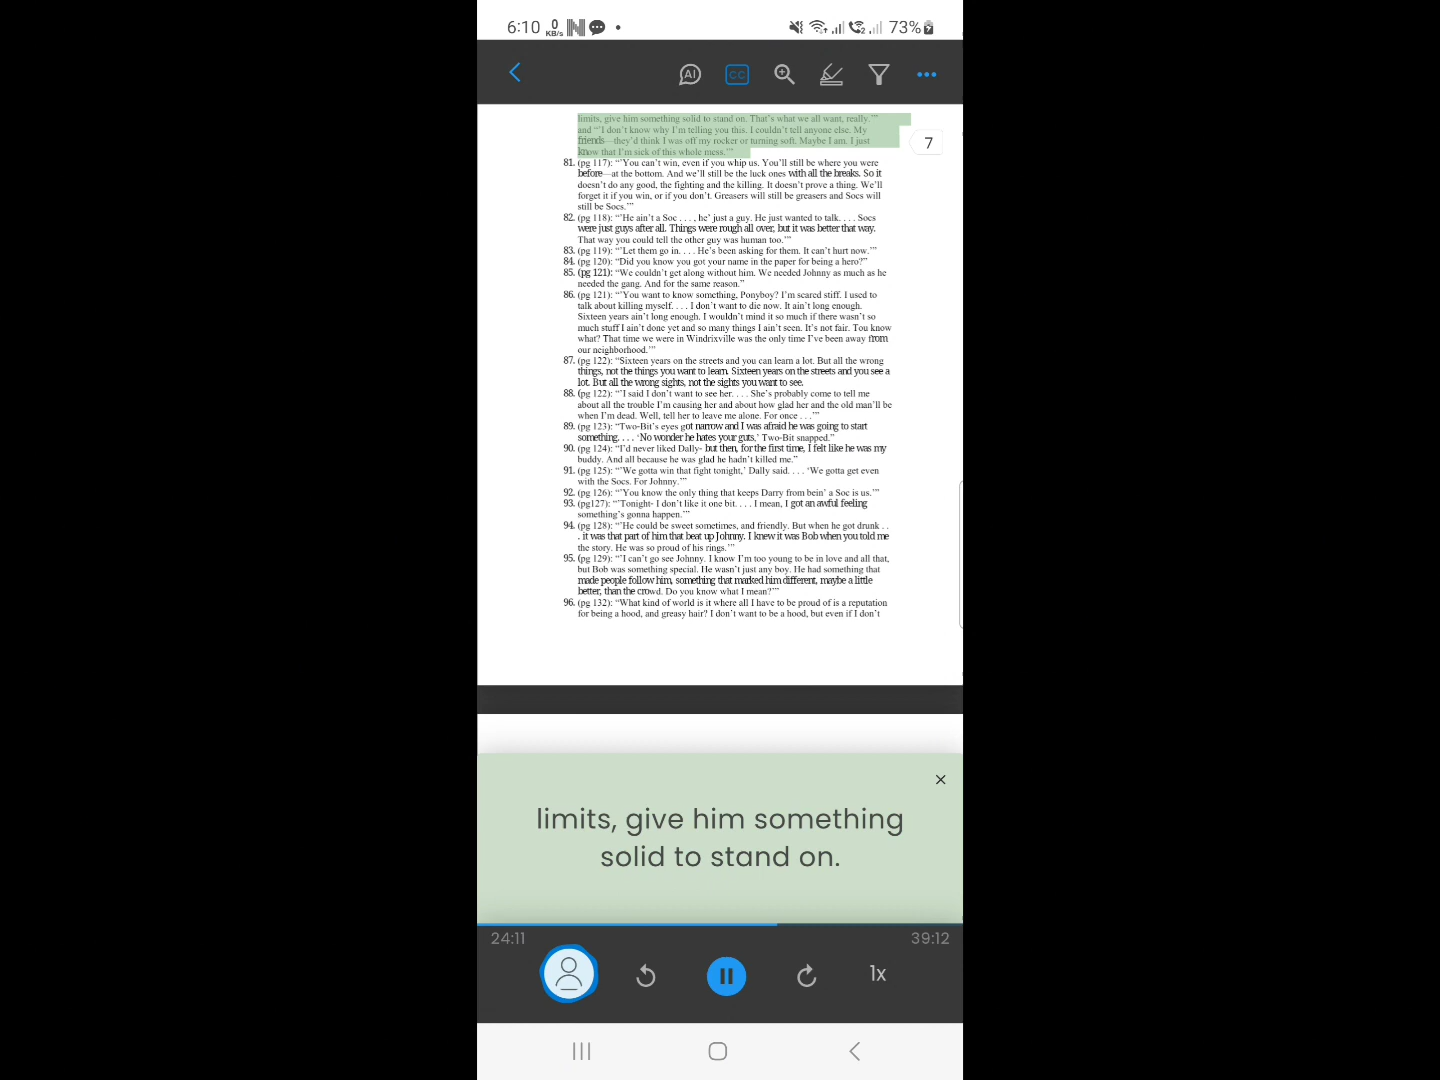 6:10 0 KB/s 73%
AI CC
7
limits, give him something solid to stand on. That's what we all want, really.'"
and "'I don't know why I'm telling you this. I couldn't tell anyone else. My
friends—they'd think I was off my rocker or turning soft. Maybe I am. I just
know that I'm sick of this whole mess.'"
81. (pg 117): "'You can't win, even if you whip us. You'll still be where you were
before—at the bottom. And we'll still be the luck ones with all the breaks. So it
doesn't do any good, the fighting and the killing. It doesn't prove a thing. We'll
forget it if you win, or if you don't. Greasers will still be greasers and Socs will
still be Socs.'"
82. (pg 118): "'He ain't a Soc . . . , he' just a guy. He just wanted to talk. . . . Socs
were just guys after all. Things were rough all over, but it was better that way.
That way you could tell the other guy was human too.'"
83. (pg 119): "'Let them go in. . . . He's been asking for them. It can't hurt now.'"
84. (pg 120): "Did you know you got your name in the paper for being a hero?"
85. (pg 121): "We couldn't get along without him. We needed Johnny as much as he
needed the gang. And for the same reason."
86. (pg 121): "'You want to know something, Ponyboy? I'm scared stiff. I used to
talk about killing myself. . . . I don't want to die now. It ain't long enough.
Sixteen years ain't long enough. I wouldn't mind it so much if there wasn't so
much stuff I ain't done yet and so many things I ain't seen. It's not fair. You know
what? That time we were in Windrixville was the only time I've been away from
our neighborhood.'"
87. (pg 122): "Sixteen years on the streets and you can learn a lot. But all the wrong
things, not the things you want to learn. Sixteen years on the streets and you see a
lot. But all the wrong sights, not the sights you want to see.
88. (pg 122): "'I said I don't want to see her. . . . She's probably come to tell me
about all the trouble I'm causing her and about how glad her and the old man'll be
when I'm dead. Well, tell her to leave me alone. For once . . .'"
89. (pg 123): "Two-Bit's eyes got narrow and I was afraid he was going to start
something. . . . 'No wonder he hates your guts,' Two-Bit snapped."
90. (pg 124): "I'd never liked Dally- but then, for the first time, I felt like he was my
buddy. And all because he was glad he hadn't killed me."
91. (pg 125): "'We gotta win that fight tonight,' Dally said. . . . 'We gotta get even
with the Socs. For Johnny.'"
92. (pg 126): "'You know the only thing that keeps Darry from bein' a Soc is us.'"
93. (pg127): "'Tonight- I don't like it one bit. . . . I mean, I got an awful feeling
something's gonna happen.'"
94. (pg 128): "'He could be sweet sometimes, and friendly. But when he got drunk . .
. it was that part of him that beat up Johnny. I knew it was Bob when you told me
the story. He was so proud of his rings.'"
95. (pg 129): "'I can't go see Johnny. I know I'm too young to be in love and all that,
but Bob was something special. He wasn't just any boy. He had something that
made people follow him, something that marked him different, maybe a little
better, than the crowd. Do you know what I mean?'"
96. (pg 132): "What kind of world is it where all I have to be proud of is a reputation
for being a hood, and greasy hair? I don't want to be a hood, but even if I don't
limits, give him something
solid to stand on.
24:11 39:12
1x